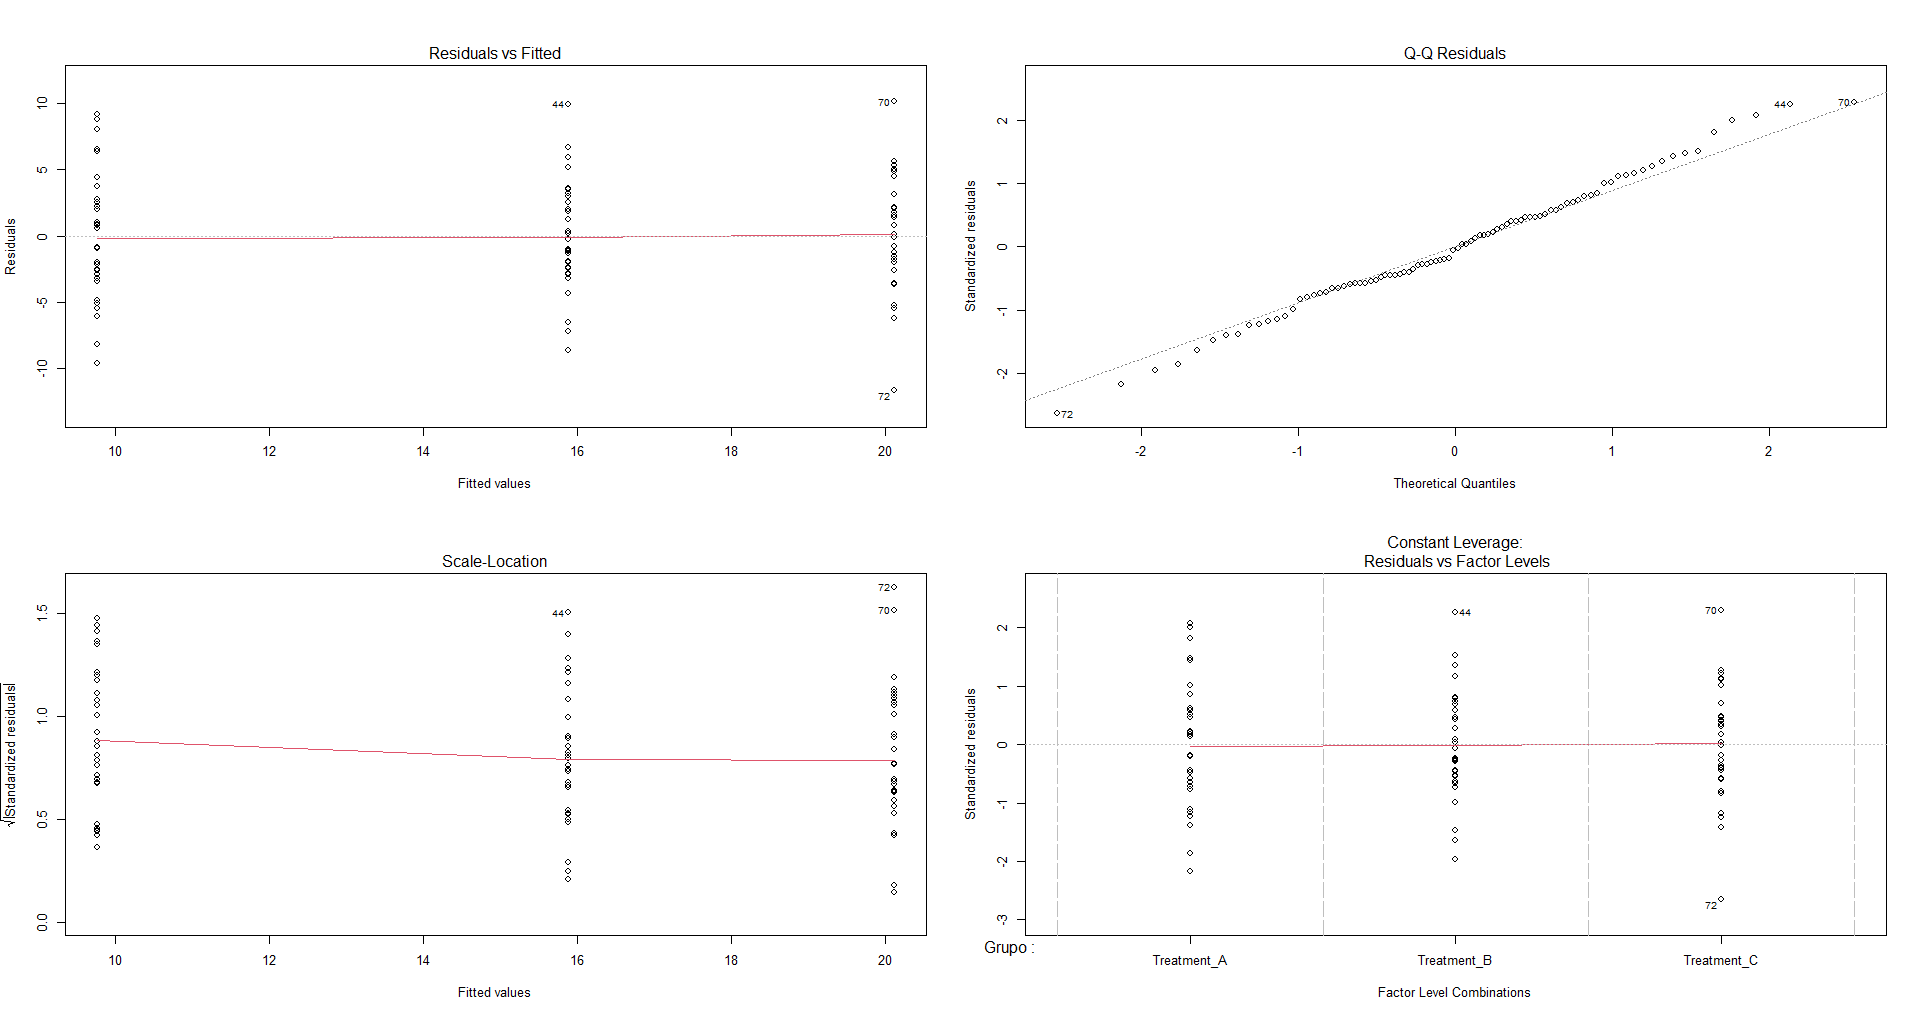 Residuals vs Fitted
Residuals
10
5
0
-5
-10
44
70
72
10 12 14 16 18 20
Fitted values
Q-Q Residuals
Standardized residuals
2
1
0
-1
-2
44
70
72
-2 -1 0 1 2
Theoretical Quantiles
Scale-Location
√|Standardized residuals|
1.5
1.0
0.5
0.0
44
72
70
10 12 14 16 18 20
Fitted values
Constant Leverage:
Residuals vs Factor Levels
Standardized residuals
2
1
0
-1
-2
-3
44
70
72
Grupo :
Treatment_A Treatment_B Treatment_C
Factor Level Combinations